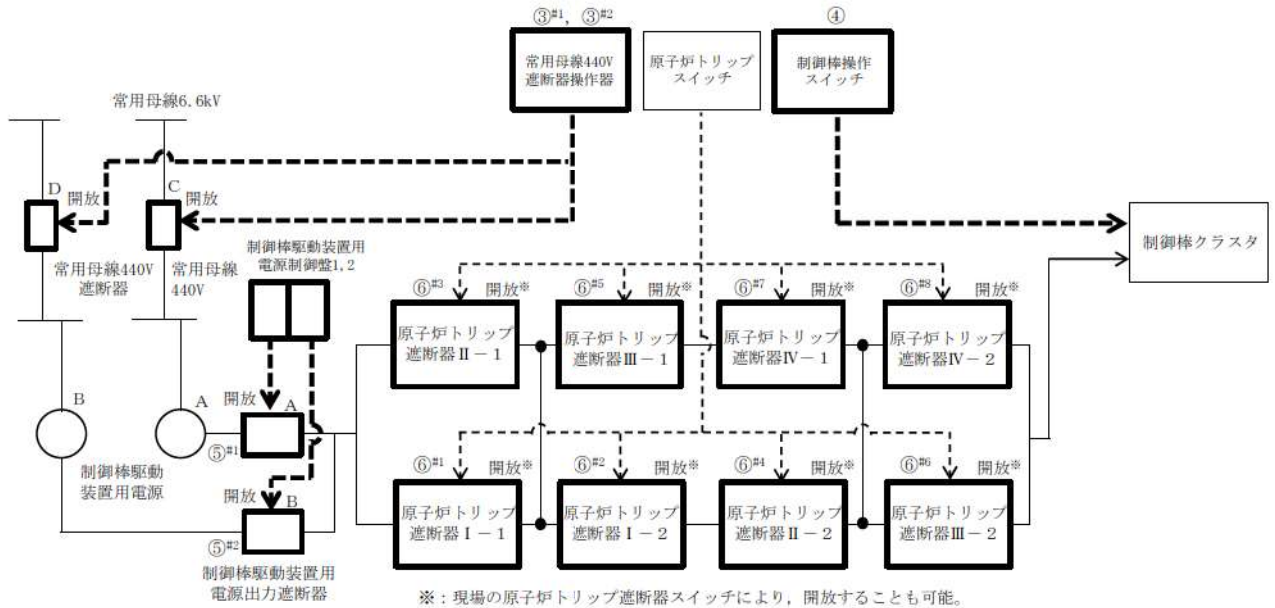 ③#1, ③#2
④
常用母線440V
遮断器操作器
原子炉トリップ
スイッチ
制御棒操作
スイッチ
常用母線6.6kV
D
開放
C
開放
制御棒クラスタ
常用母線440V
遮断器
常用母線
440V
制御棒駆動装置用
電源制御盤1,2
⑥#3
開放※
⑥#5
開放※
⑥#7
開放※
⑥#8
開放※
原子炉トリップ
遮断器Ⅱ－1
原子炉トリップ
遮断器Ⅲ－1
原子炉トリップ
遮断器Ⅳ－1
原子炉トリップ
遮断器Ⅳ－2
B
A
開放
A
⑤#1
制御棒駆動
装置用電源
開放
B
⑤#2
⑥#1
開放※
⑥#2
開放※
⑥#4
開放※
⑥#6
開放※
原子炉トリップ
遮断器Ⅰ－1
原子炉トリップ
遮断器Ⅰ－2
原子炉トリップ
遮断器Ⅱ－2
原子炉トリップ
遮断器Ⅲ－2
制御棒駆動装置用
電源出力遮断器
※：現場の原子炉トリップ遮断器スイッチにより，開放することも可能。